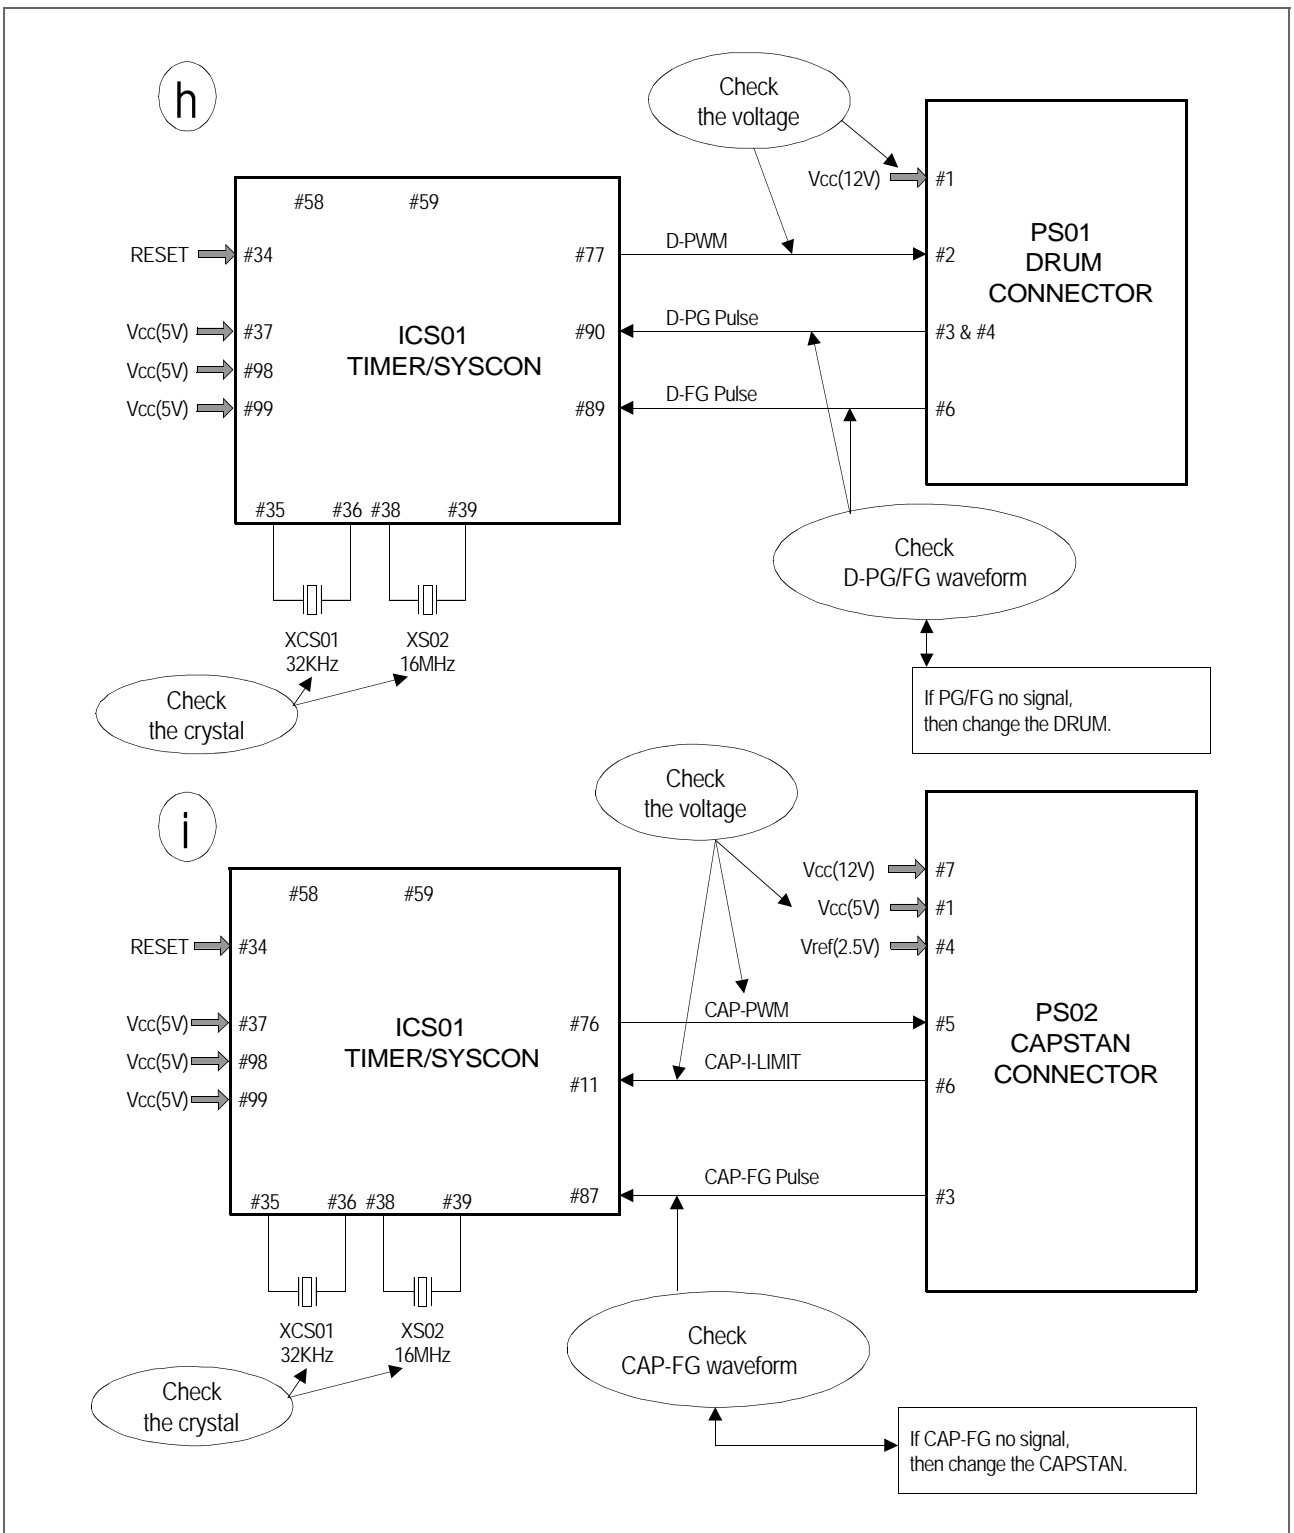 h
Check
the voltage
Vcc(12V)
#1
#58
#59
PS01
DRUM
CONNECTOR
RESET
#34
#77
D-PWM
#2
Vcc(5V)
#37
ICS01
TIMER/SYSCON
#90
D-PG Pulse
#3 & #4
Vcc(5V)
#98
Vcc(5V)
#99
#89
D-FG Pulse
#6
#35
#36
#38
#39
Check
D-PG/FG waveform
XCS01
32KHz
XS02
16MHz
Check
the crystal
If PG/FG no signal,
then change the DRUM.
i
Check
the voltage
Vcc(12V)
#7
#58
#59
Vcc(5V)
#1
RESET
#34
Vref(2.5V)
#4
Vcc(5V)
#37
ICS01
TIMER/SYSCON
#76
CAP-PWM
#5
PS02
CAPSTAN
CONNECTOR
Vcc(5V)
#98
#11
CAP-I-LIMIT
#6
Vcc(5V)
#99
#87
CAP-FG Pulse
#3
#35
#36
#38
#39
XCS01
32KHz
XS02
16MHz
Check
CAP-FG waveform
Check
the crystal
If CAP-FG no signal,
then change the CAPSTAN.